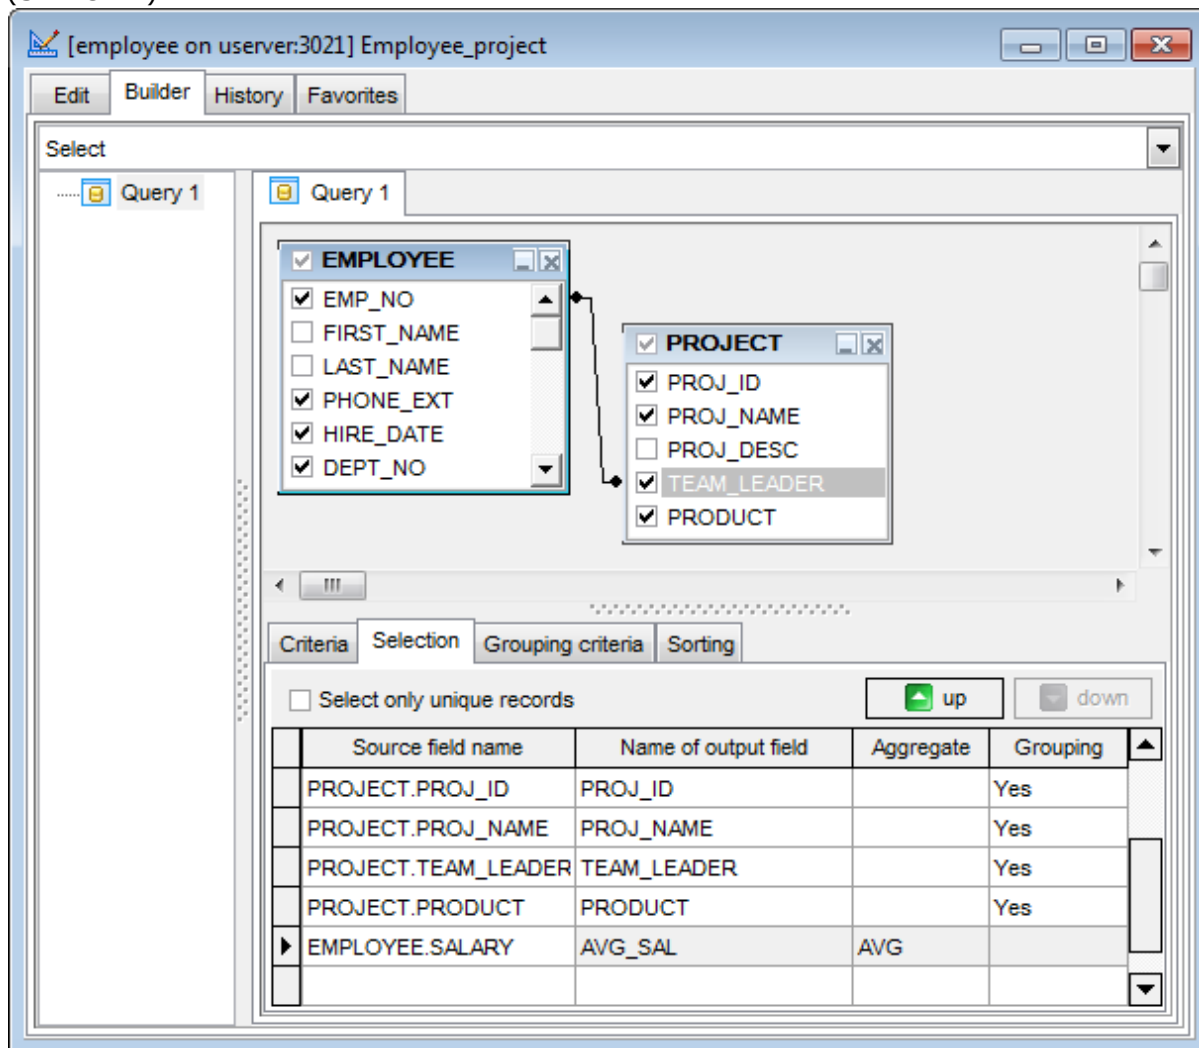 [employee on userver:3021] Employee_project
Edit Builder History Favorites
Select
Query 1
Query 1
EMPLOYEE
EMP_NO
FIRST_NAME
LAST_NAME
PHONE_EXT
HIRE_DATE
DEPT_NO
PROJECT
PROJ_ID
PROJ_NAME
PROJ_DESC
TEAM_LEADER
PRODUCT
Criteria Selection Grouping criteria Sorting
Select only unique records up down
Source field name Name of output field Aggregate Grouping
PROJECT.PROJ_ID PROJ_ID Yes
PROJECT.PROJ_NAME PROJ_NAME Yes
PROJECT.TEAM_LEADER TEAM_LEADER Yes
PROJECT.PRODUCT PRODUCT Yes
EMPLOYEE.SALARY AVG_SAL AVG